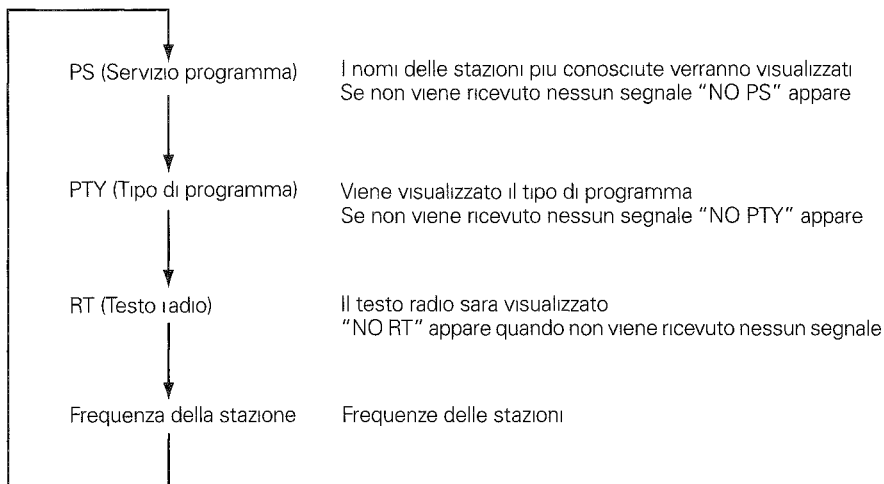 PS (Servizio programma)
I nomi delle stazioni piu conosciute verranno visualizzati
Se non viene ricevuto nessun segnale "NO PS" appare
PTY (Tipo di programma)
Viene visualizzato il tipo di programma
Se non viene ricevuto nessun segnale "NO PTY" appare
RT (Testo radio)
Il testo radio sara visualizzato
"NO RT" appare quando non viene ricevuto nessun segnale
Frequenza della stazione
Frequenze delle stazioni